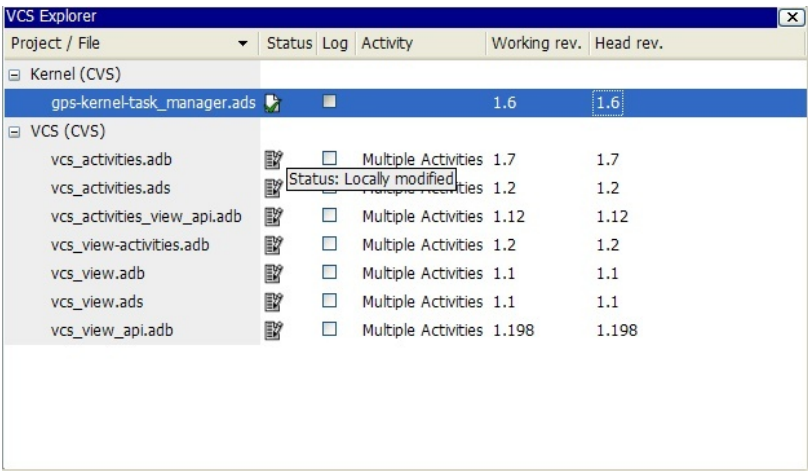 VCS Explorer
Project / File Status Log Activity Working rev. Head rev.
Kernel (CVS)
gps-kernel-task_manager.ads 1.6 1.6
VCS (CVS)
vcs_activities.adb Multiple Activities 1.7 1.7
Status: Locally modified
vcs_activities.ads 1.2 1.2
vcs_activities_view_api.adb Multiple Activities 1.12 1.12
vcs_view-activities.adb Multiple Activities 1.2 1.2
vcs_view.adb Multiple Activities 1.1 1.1
vcs_view.ads Multiple Activities 1.1 1.1
vcs_view_api.adb Multiple Activities 1.198 1.198